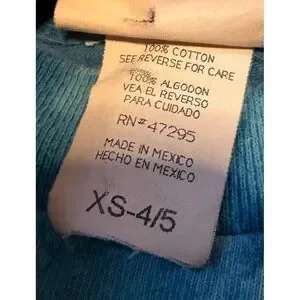 100% COTTON
SEE REVERSE FOR CARE
100% ALGODON
VEA EL REVERSO
PARA CUIDADO
RN# 47295
MADE IN MEXICO
HECHO EN MEXICO
XS-4/5